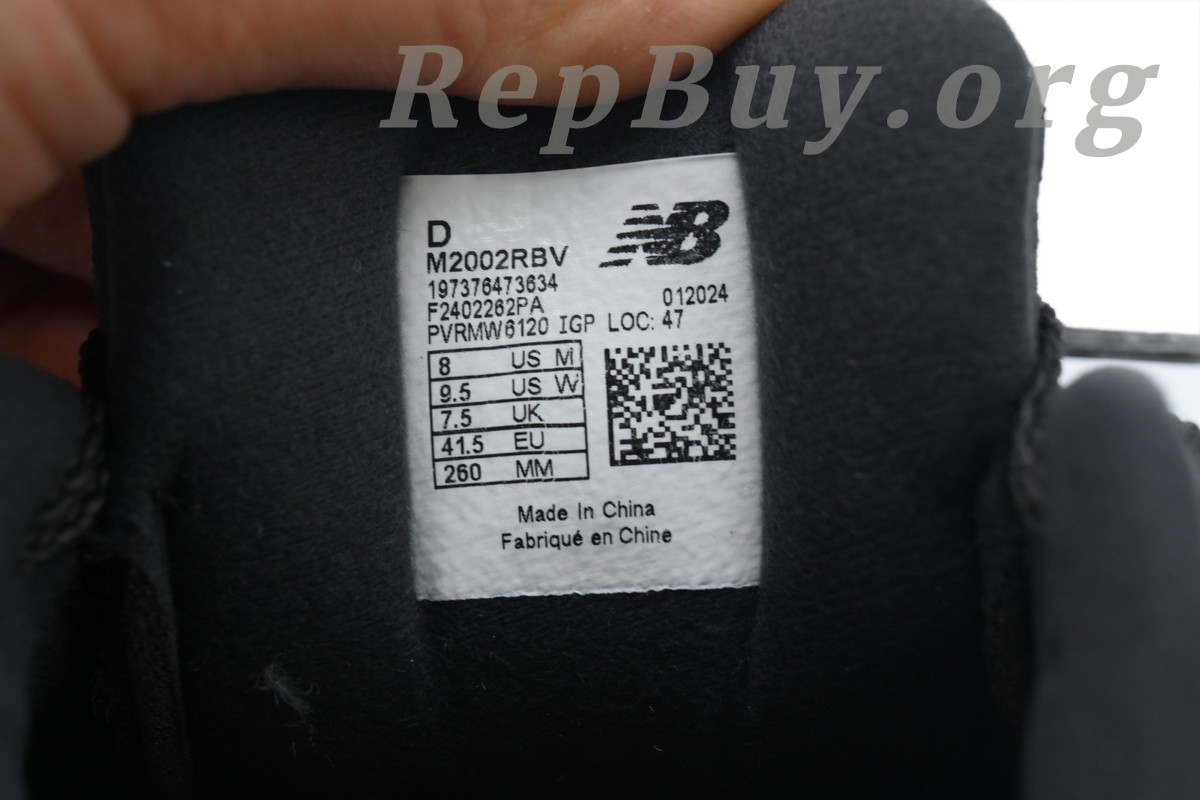 RepBuy.org
D
NB
M2002RBV
197376473634
F2402262PA
012024
PVRMW6120 IGP LOC: 47
8 US M
9.5 US W
7.5 UK
41.5 EU
260 MM
Made In China
Fabriqué en Chine